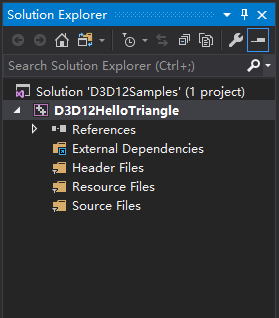 Solution Explorer
Search Solution Explorer (Ctrl+;)
Solution 'D3D12Samples' (1 project)
D3D12HelloTriangle
References
External Dependencies
Header Files
Resource Files
Source Files